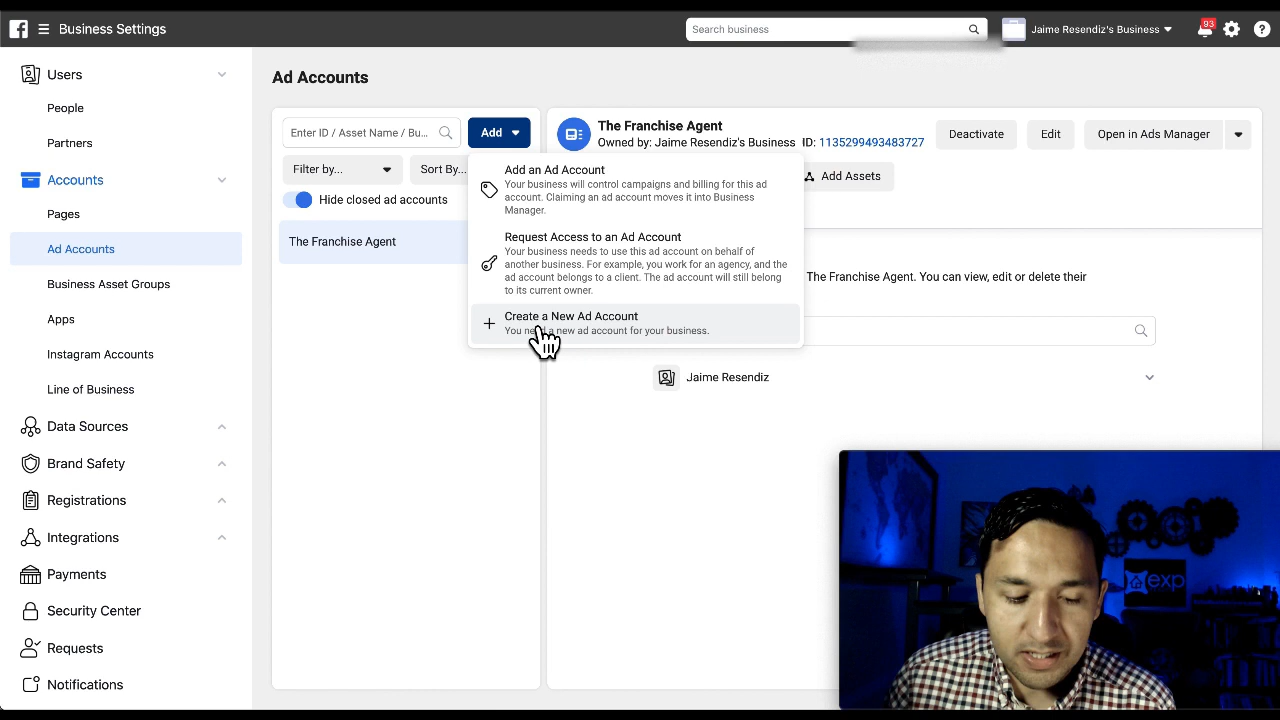 Business Settings
Search business
Jaime Resendiz's Business
93
Users
People
Partners
Accounts
Pages
Ad Accounts
Business Asset Groups
Apps
Instagram Accounts
Line of Business
Data Sources
Brand Safety
Registrations
Integrations
Payments
Security Center
Requests
Notifications
Ad Accounts
Enter ID / Asset Name / Bu...
Add
Filter by...
Sort By...
Hide closed ad accounts
The Franchise Agent
Add an Ad Account
Your business will control campaigns and billing for this ad
account. Claiming an ad account moves it into Business
Manager.
Request Access to an Ad Account
Your business needs to use this ad account on behalf of
another business. For example, you work for an agency, and the
ad account belongs to a client. The ad account will still belong
to its current owner.
Create a New Ad Account
You need a new ad account for your business.
The Franchise Agent
Owned by: Jaime Resendiz's Business ID: 1135299493483727
Deactivate
Edit
Open in Ads Manager
Add Assets
The Franchise Agent. You can view, edit or delete their
Jaime Resendiz
exp